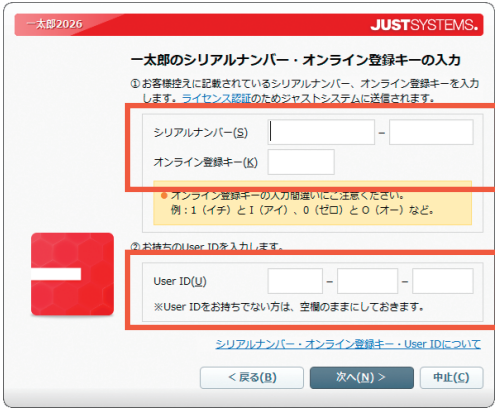 一太郎2026
JUSTSYSTEMS.
一太郎のシリアルナンバー・オンライン登録キーの入力
①お客様控えに記載されているシリアルナンバー、オンライン登録キーを入力
します。ライセンス認証のためジャストシステムに送信されます。
シリアルナンバー(S) –
オンライン登録キー(K)
● オンライン登録キーの入力間違いにご注意ください。
例：1（イチ）と I（アイ）、0（ゼロ）と O（オー）など。
②お持ちのUser IDを入力します。
User ID(U) – –
※User IDをお持ちでない方は、空欄のままにしておきます。
シリアルナンバー・オンライン登録キー・User IDについて
< 戻る(B) 次へ(N) > 中止(C)